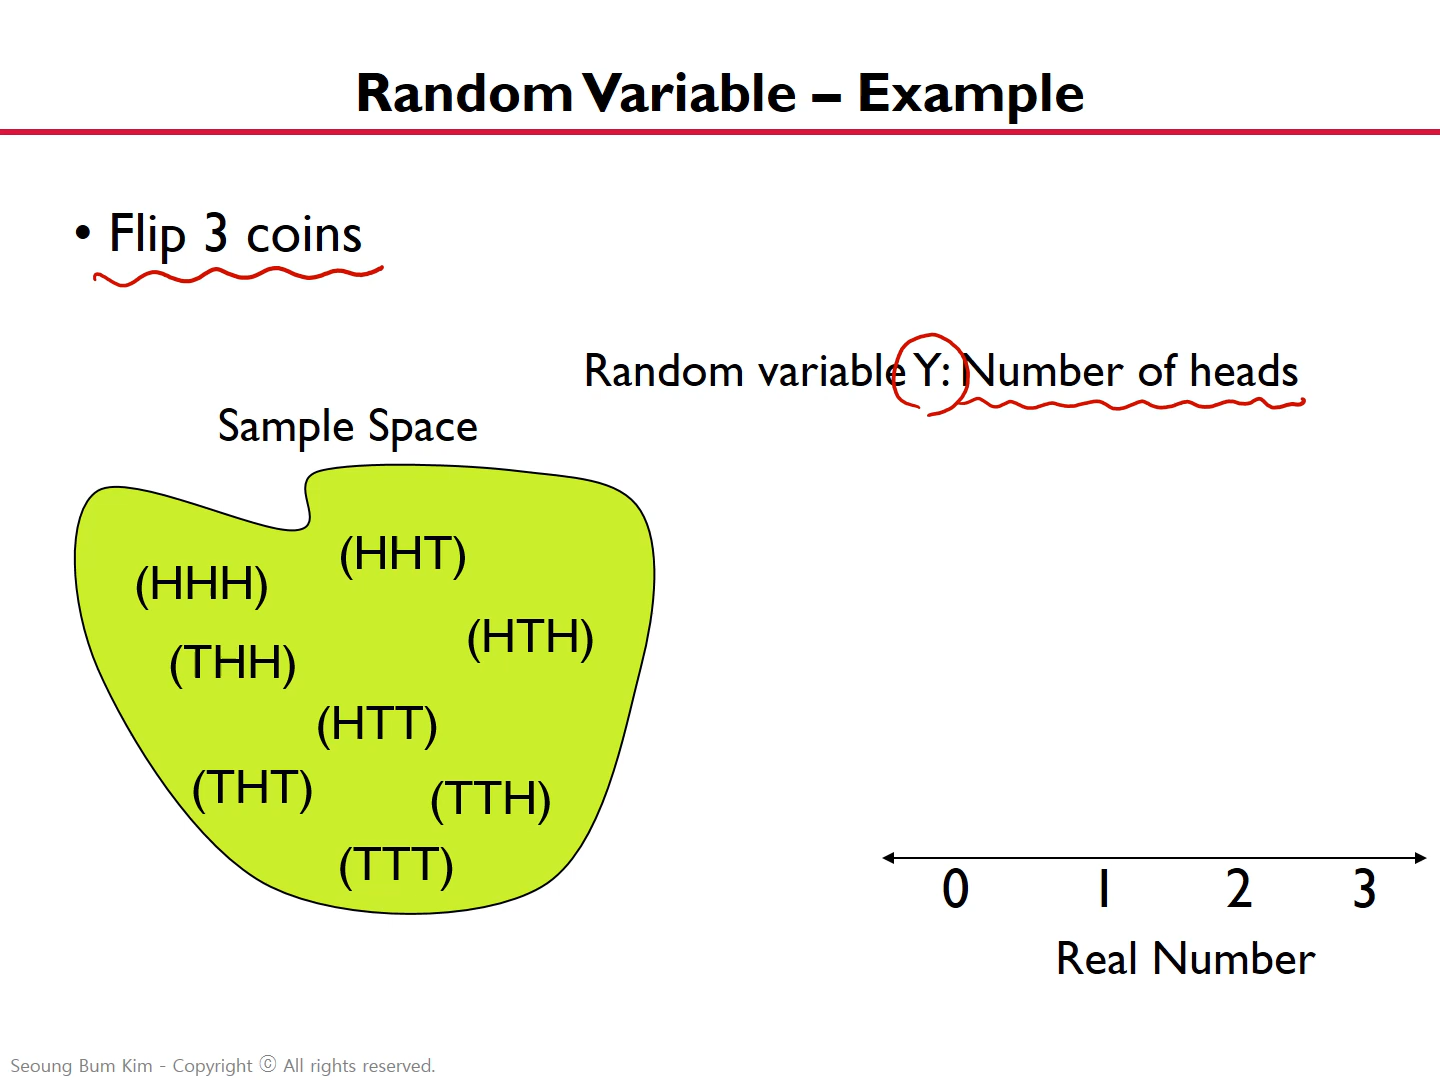 Random Variable – Example
• Flip 3 coins
Random variable Y: Number of heads
Sample Space
(HHT)
(HHH)
(HTH)
(THH)
(HTT)
(THT)
(TTH)
(TTT)
0 1 2 3
Real Number
Seoung Bum Kim - Copyright ⓒ All rights reserved.